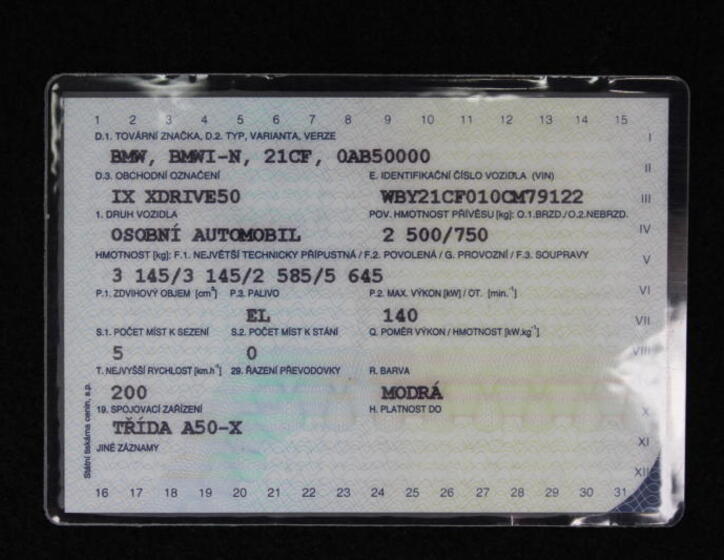 1 2 3 4 5 6 7 8 9 10 11 12 13 14 15
D.1. TOVÁRNÍ ZNAČKA, D.2. TYP, VARIANTA, VERZE I
BMW, BMWI-N, 21CF, 0AB50000
D.3. OBCHODNÍ OZNAČENÍ E. IDENTIFIKAČNÍ ČÍSLO VOZIDLA (VIN) II
IX XDRIVE50 WBY21CF010CM79122 III
1. DRUH VOZIDLA POV. HMOTNOST PŘÍVĚSU [kg]: O.1.BRZD./O.2.NEBRZD.
OSOBNÍ AUTOMOBIL 2 500/750 IV
HMOTNOST [kg]: F.1. NEJVĚTŠÍ TECHNICKY PŘÍPUSTNÁ / F.2. POVOLENÁ / G. PROVOZNÍ / F.3. SOUPRAVY V
3 145/3 145/2 585/5 645
P.1. ZDVIHOVÝ OBJEM [cm³] P.3. PALIVO P.2. MAX. VÝKON [kW] / OT. [min.⁻¹] VI
EL 140 VII
S.1. POČET MÍST K SEZENÍ S.2. POČET MÍST K STÁNÍ Q. POMĚR VÝKON / HMOTNOST [kW.kg⁻¹]
5 0 VIII
T. NEJVYŠŠÍ RYCHLOST [km.h⁻¹] 29. ŘAZENÍ PŘEVODOVKY R. BARVA
200 MODRÁ
19. SPOJOVACÍ ZAŘÍZENÍ H. PLATNOST DO X
TŘÍDA A50-X
JINÉ ZÁZNAMY XI
XII
16 17 18 19 20 21 22 23 24 25 26 27 28 29 30 31
Státní tiskárna cenin, s.p.